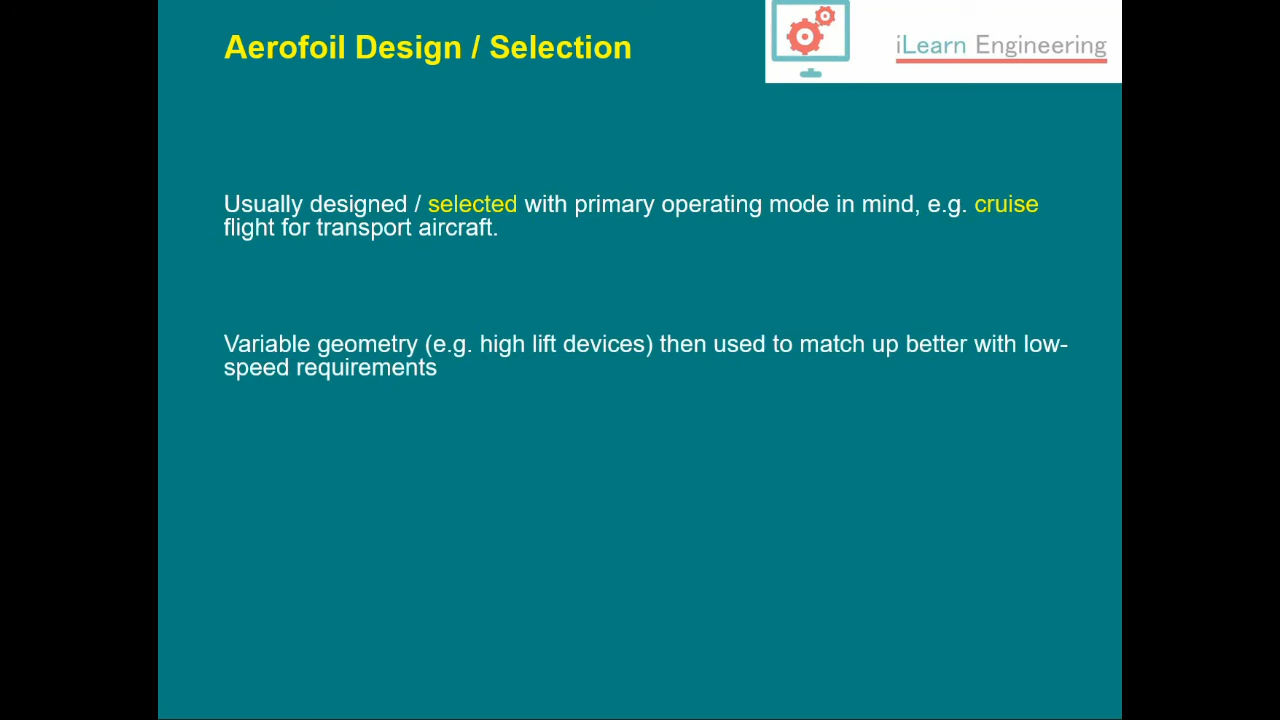 Aerofoil Design / Selection
iLearn Engineering
Usually designed / selected with primary operating mode in mind, e.g. cruise
flight for transport aircraft.
Variable geometry (e.g. high lift devices) then used to match up better with low-
speed requirements